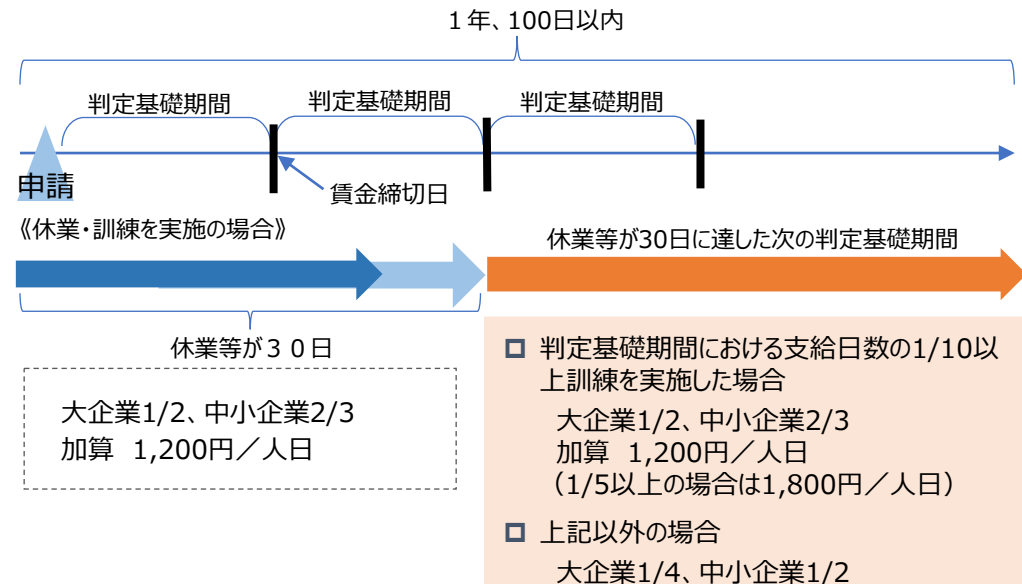 １年、100日以内
判定基礎期間
判定基礎期間
判定基礎期間
申請
賃金締切日
《休業・訓練を実施の場合》
休業等が30日に達した次の判定基礎期間
休業等が３０日
大企業1/2、中小企業2/3
加算 1,200円／人日
判定基礎期間における支給日数の1/10以
上訓練を実施した場合
大企業1/2、中小企業2/3
加算 1,200円／人日
（1/5以上の場合は1,800円／人日）
上記以外の場合
大企業1/4、中小企業1/2